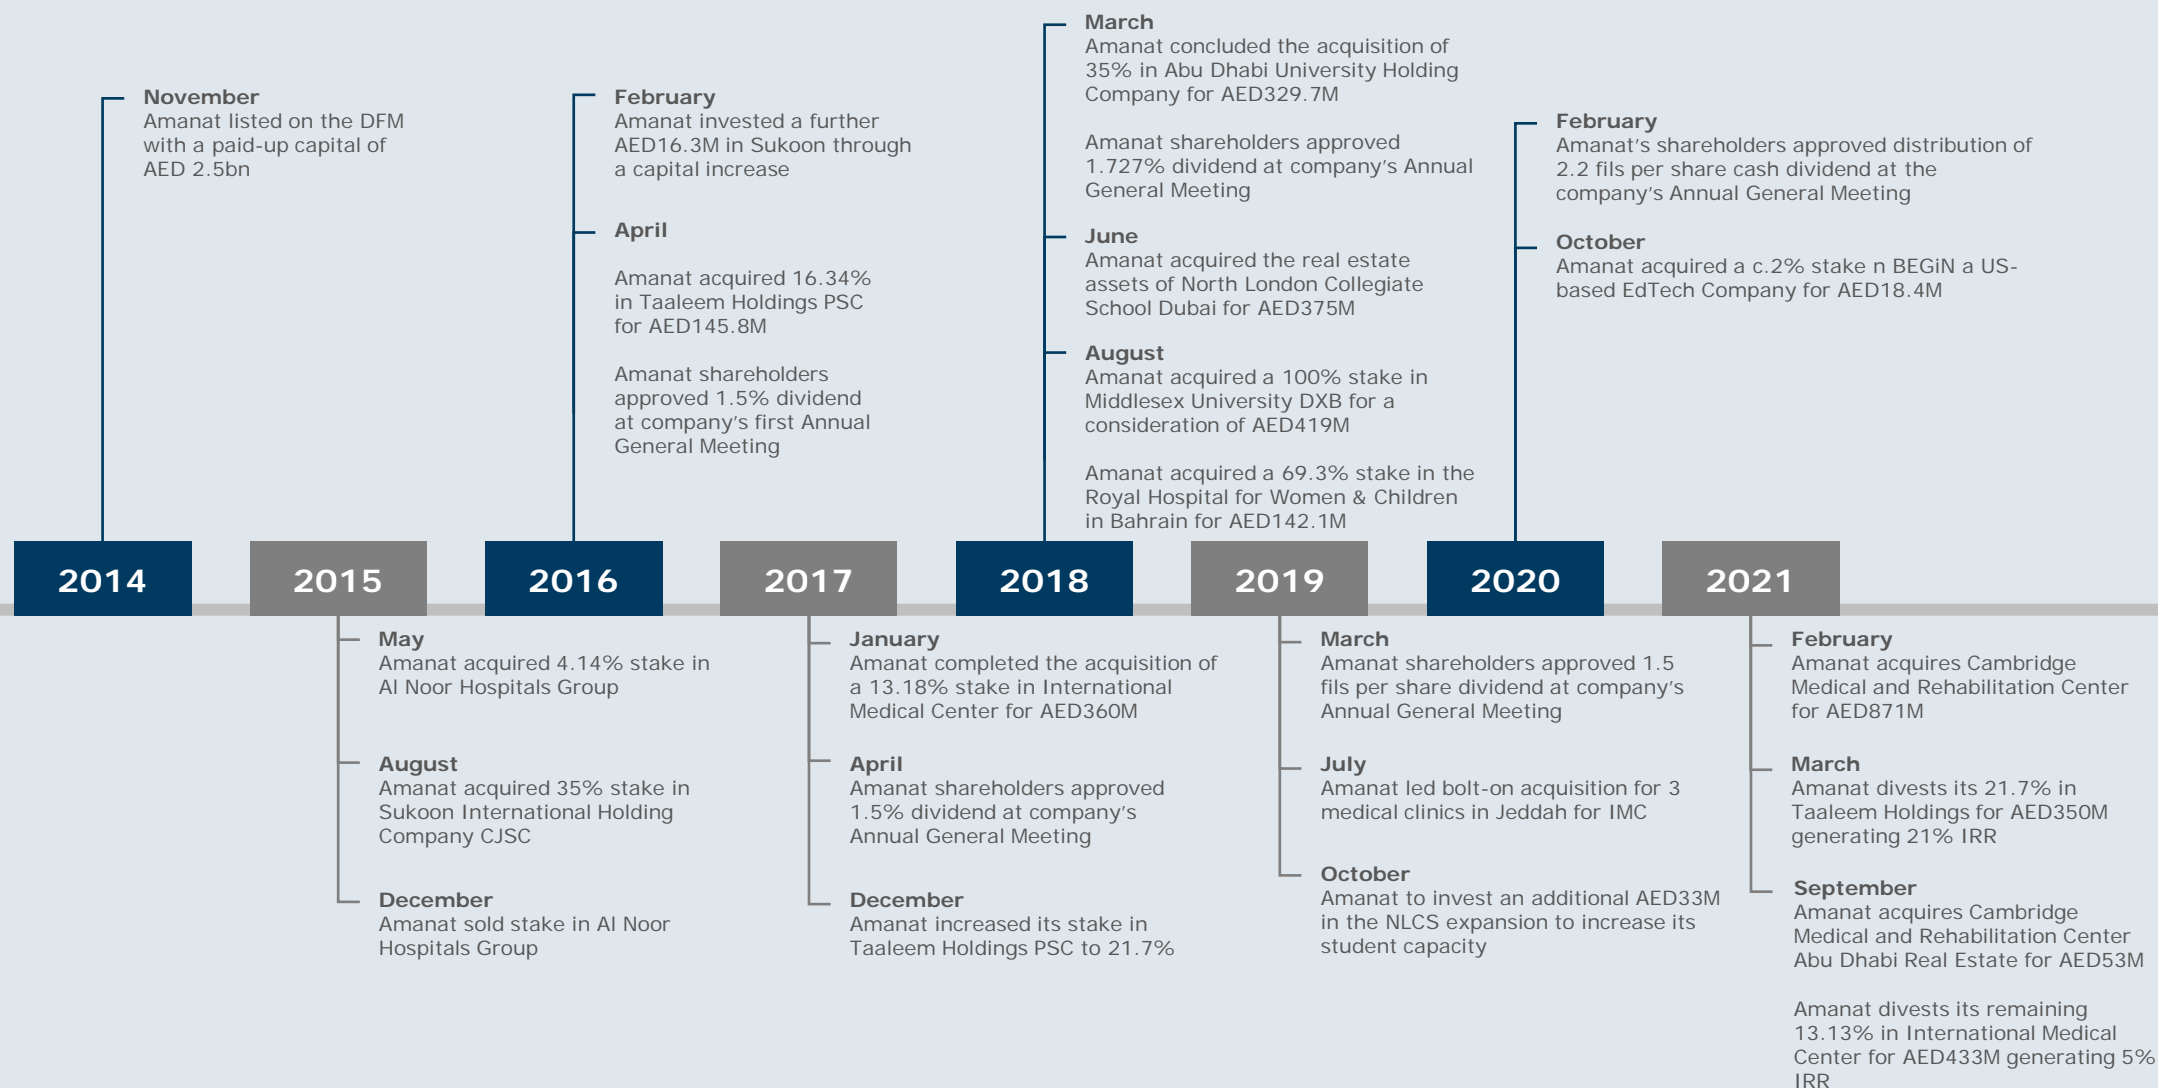 November
Amanat listed on the DFM
with a paid-up capital of
AED 2.5bn
February
Amanat invested a further
AED16.3M in Sukoon through
a capital increase
April
Amanat acquired 16.34%
in Taaleem Holdings PSC
for AED145.8M
Amanat shareholders
approved 1.5% dividend
at company's first Annual
General Meeting
March
Amanat concluded the acquisition of
35% in Abu Dhabi University Holding
Company for AED329.7M
Amanat shareholders approved
1.727% dividend at company's Annual
General Meeting
June
Amanat acquired the real estate
assets of North London Collegiate
School Dubai for AED375M
August
Amanat acquired a 100% stake in
Middlesex University DXB for a
consideration of AED419M
Amanat acquired a 69.3% stake in the
Royal Hospital for Women & Children
in Bahrain for AED142.1M
February
Amanat's shareholders approved distribution of
2.2 fils per share cash dividend at the
company's Annual General Meeting
October
Amanat acquired a c.2% stake n BEGiN a US-
based EdTech Company for AED18.4M
2014
2015
2016
2017
2018
2019
2020
2021
May
Amanat acquired 4.14% stake in
Al Noor Hospitals Group
August
Amanat acquired 35% stake in
Sukoon International Holding
Company CJSC
December
Amanat sold stake in Al Noor
Hospitals Group
January
Amanat completed the acquisition of
a 13.18% stake in International
Medical Center for AED360M
April
Amanat shareholders approved
1.5% dividend at company's
Annual General Meeting
December
Amanat increased its stake in
Taaleem Holdings PSC to 21.7%
March
Amanat shareholders approved 1.5
fils per share dividend at company's
Annual General Meeting
July
Amanat led bolt-on acquisition for 3
medical clinics in Jeddah for IMC
October
Amanat to invest an additional AED33M
in the NLCS expansion to increase its
student capacity
February
Amanat acquires Cambridge
Medical and Rehabilitation Center
for AED871M
March
Amanat divests its 21.7% in
Taaleem Holdings for AED350M
generating 21% IRR
September
Amanat acquires Cambridge
Medical and Rehabilitation Center
Abu Dhabi Real Estate for AED53M
Amanat divests its remaining
13.13% in International Medical
Center for AED433M generating 5%
IRR